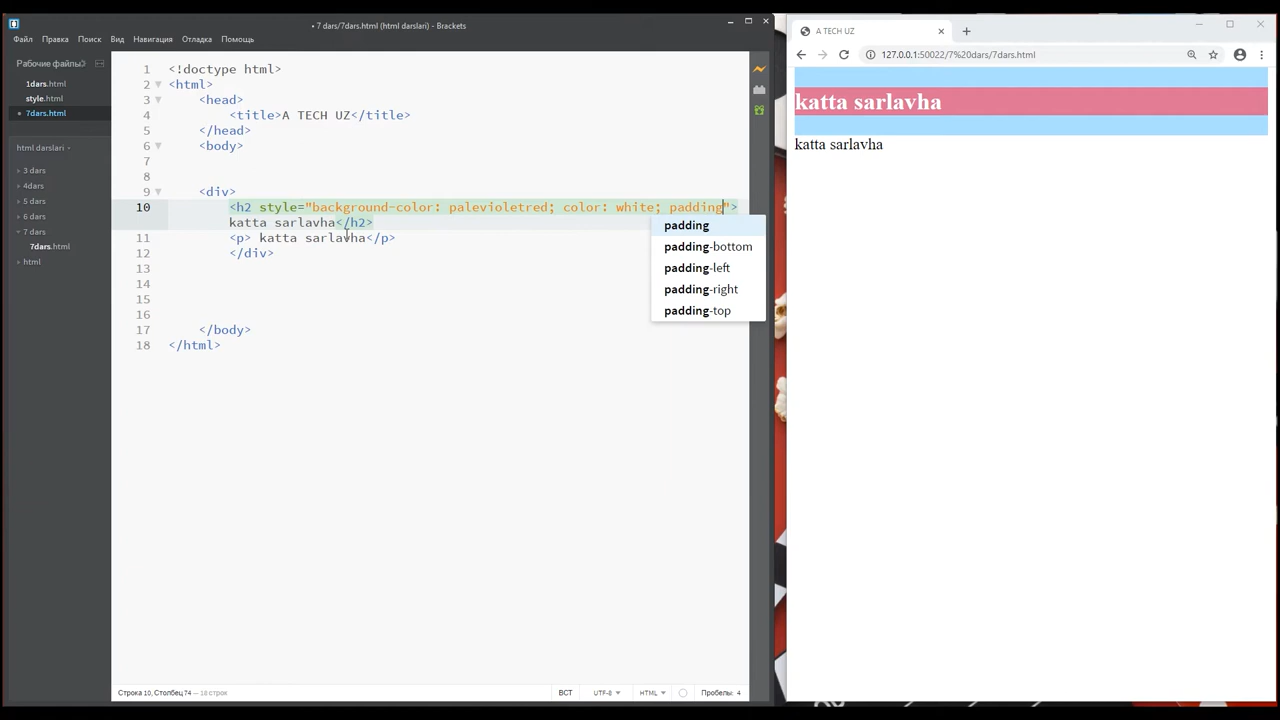 • 7 dars/7dars.html (html darslari) - Brackets
Файл Правка Поиск Вид Навигация Отладка Помощь
Рабочие файлы
1dars.html
style.html
7dars.html
html darslari
3 dars
4dars
5 dars
6 dars
7 dars
7dars.html
html
1 <!doctype html>
2 <html>
3 <head>
4 <title>A TECH UZ</title>
5 </head>
6 <body>
7
8
9 <div>
10 <h2 style="background-color: palevioletred; color: white; padding">
katta sarlavha</h2>
11 <p> katta sarlavha</p>
12 </div>
13
14
15
16
17 </body>
18 </html>
padding
padding-bottom
padding-left
padding-right
padding-top
Строка 10, Столбец 74 — 18 строк
ВСТ UTF-8 HTML Пробелы: 4
A TECH UZ
127.0.0.1:50022/7%20dars/7dars.html
katta sarlavha
katta sarlavha